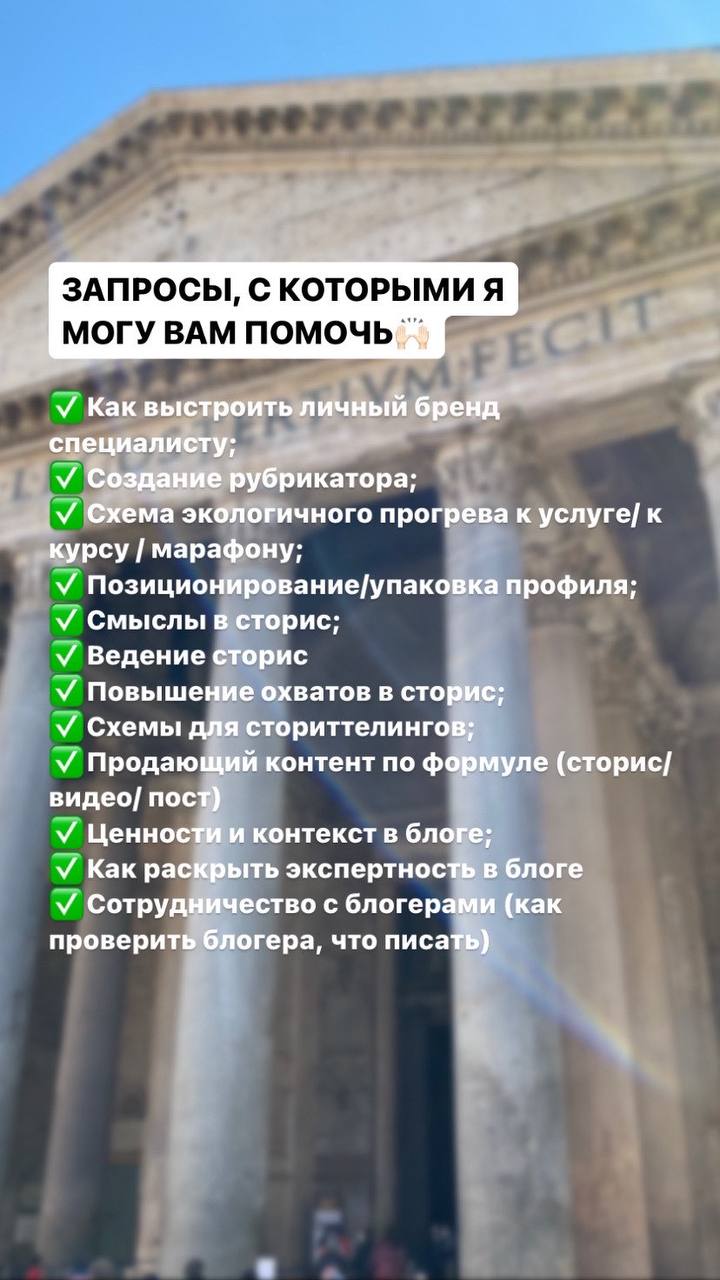 ЗАПРОСЫ, С КОТОРЫМИ Я
МОГУ ВАМ ПОМОЧЬ🙌🏻
✅Как выстроить личный бренд
специалисту;
✅Создание рубрикатора;
✅Схема экологичного прогрева к услуге/ к
курсу / марафону;
✅Позиционирование/упаковка профиля;
✅Смыслы в сторис;
✅Ведение сторис
✅Повышение охватов в сторис;
✅Схемы для сториттелингов;
✅Продающий контент по формуле (сторис/
видео/ пост)
✅Ценности и контекст в блоге;
✅Как раскрыть экспертность в блоге
✅Сотрудничество с блогерами (как
проверить блогера, что писать)
FECIT